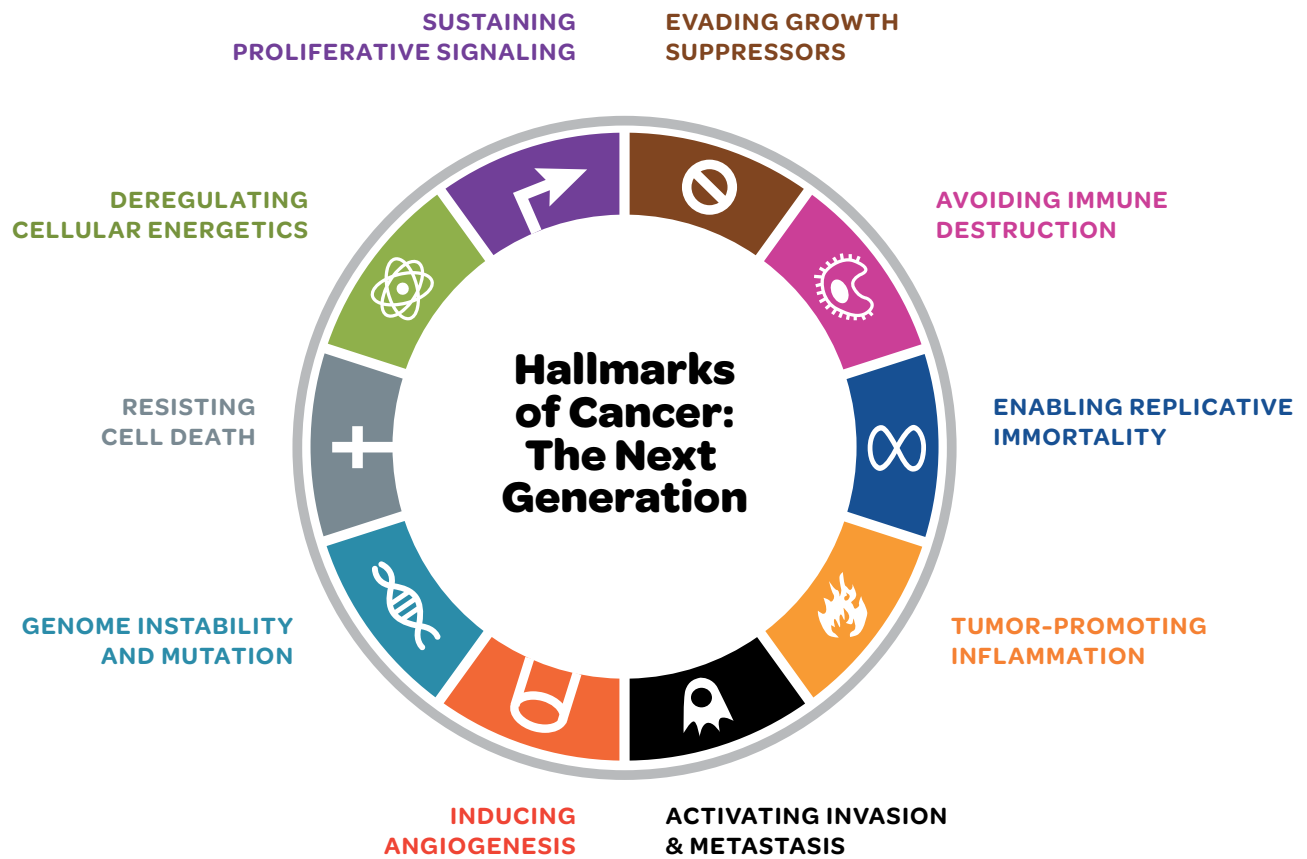 SUSTAINING
PROLIFERATIVE SIGNALING
EVADING GROWTH
SUPPRESSORS
DEREGULATING
CELLULAR ENERGETICS
AVOIDING IMMUNE
DESTRUCTION
Hallmarks
of Cancer:
The Next
Generation
RESISTING
CELL DEATH
ENABLING REPLICATIVE
IMMORTALITY
GENOME INSTABILITY
AND MUTATION
TUMOR-PROMOTING
INFLAMMATION
INDUCING
ANGIOGENESIS
ACTIVATING INVASION
& METASTASIS